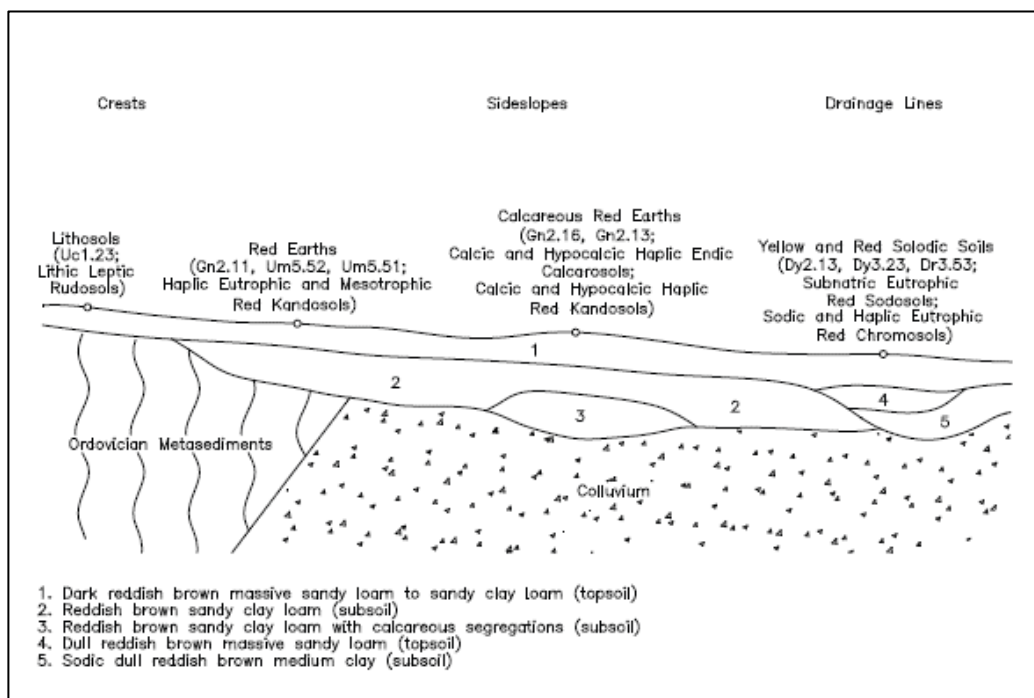 Crests
Sideslopes
Drainage Lines
Lithosols
(Uc1.23;
Lithic Leptic
Rudosols)
Red Earths
(Gn2.11, Um5.52, Um5.51;
Haplic Eutrophic and Mesotrophic
Red Kandosols)
Calcareous Red Earths
(Gn2.16, Gn2.13;
Calcic and Hypocalcic Haplic Endic
Calcarosols;
Calcic and Hypocalcic Haplic
Red Kandosols)
Yellow and Red Solodic Soils
(Dy2.13, Dy3.23, Dr3.53;
Subnatric Eutrophic
Red Sodosols;
Sodic and Haplic Eutrophic
Red Chromosols)
1
2
3
2
4
5
Ordovician Metasediments
Colluvium
1. Dark reddish brown massive sandy loam to sandy clay loam (topsoil)
2. Reddish brown sandy clay loam (subsoil)
3. Reddish brown sandy clay loam with calcareous segregations (subsoil)
4. Dull reddish brown massive sandy loam (topsoil)
5. Sodic dull reddish brown medium clay (subsoil)